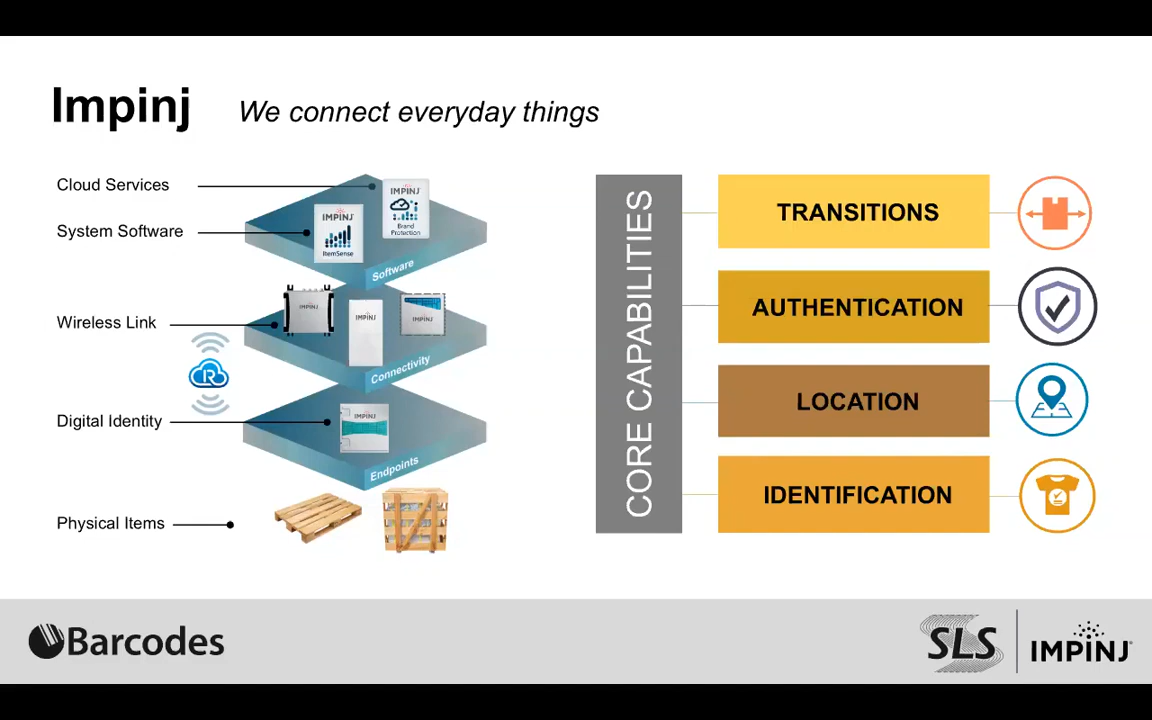 Impinj
We connect everyday things
Cloud Services
System Software
Wireless Link
Digital Identity
Physical Items
IMPINJ
Brand
Protection
IMPINJ
ItemSense
Software
IMPINJ
IMPINJ
IMPINJ
Connectivity
R
IMPINJ
Endpoints
CORE CAPABILITIES
TRANSITIONS
AUTHENTICATION
LOCATION
IDENTIFICATION
Barcodes
SLS
IMPINJ